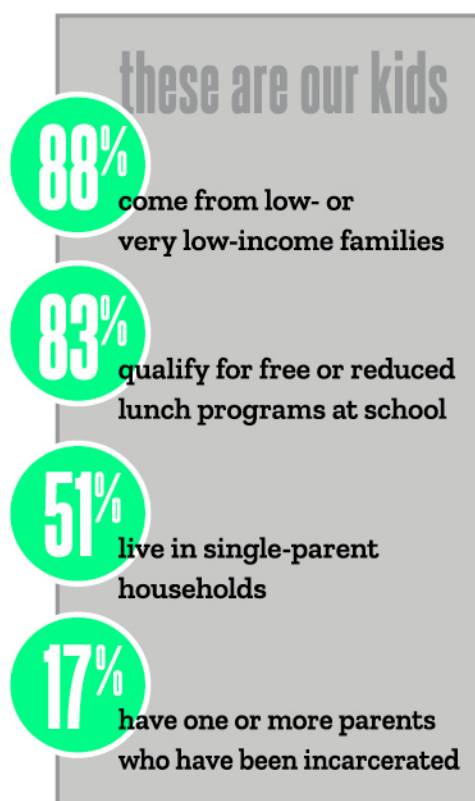 these are our kids
88%
come from low- or
very low-income families
83%
qualify for free or reduced
lunch programs at school
51%
live in single-parent
households
17%
have one or more parents
who have been incarcerated